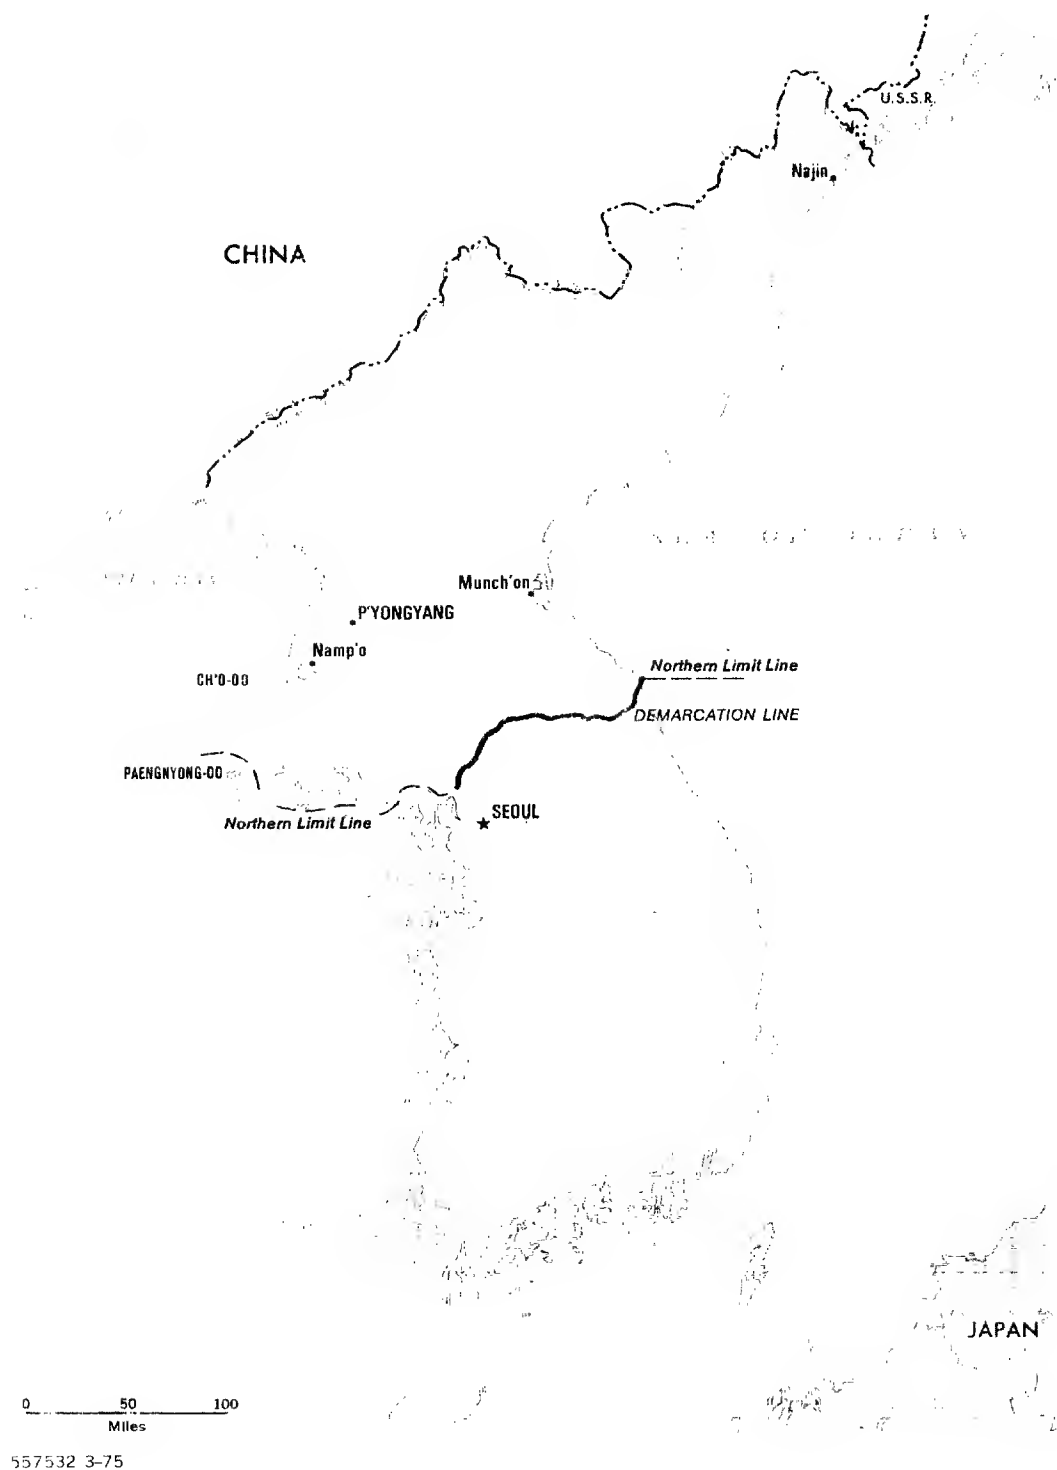 U.S.S.R.
Najin
CHINA
Munch'on
P'YONGYANG
Namp'o
CH'O-DO
Northern Limit Line
DEMARCATION LINE
PAENGNYONG-DO
Northern Limit Line
SEOUL
JAPAN
0 50 100
Miles
557532 3-75